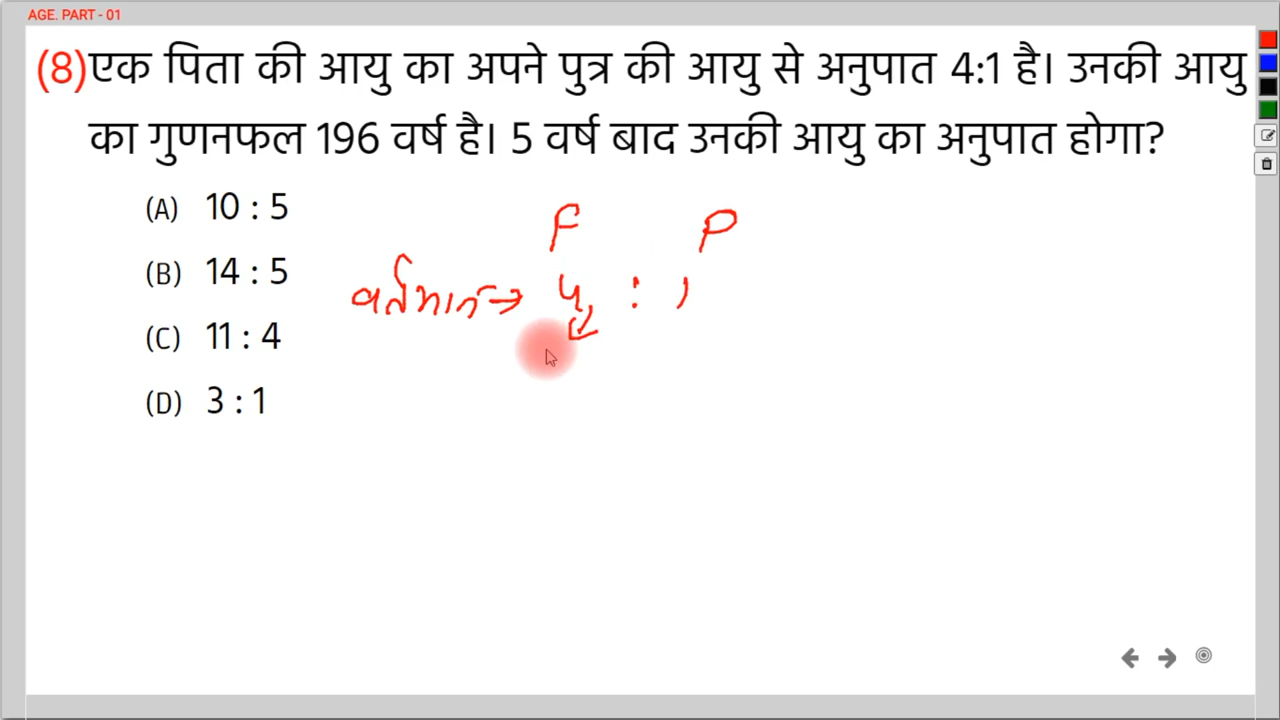 AGE. PART - 01
(8) एक पिता की आयु का अपने पुत्र की आयु से अनुपात 4:1 है। उनकी आयु
का गुणनफल 196 वर्ष है। 5 वर्ष बाद उनकी आयु का अनुपात होगा?
(A) 10 : 5
(B) 14 : 5
(C) 11 : 4
(D) 3 : 1
F P
वर्तमान → 4 : 1